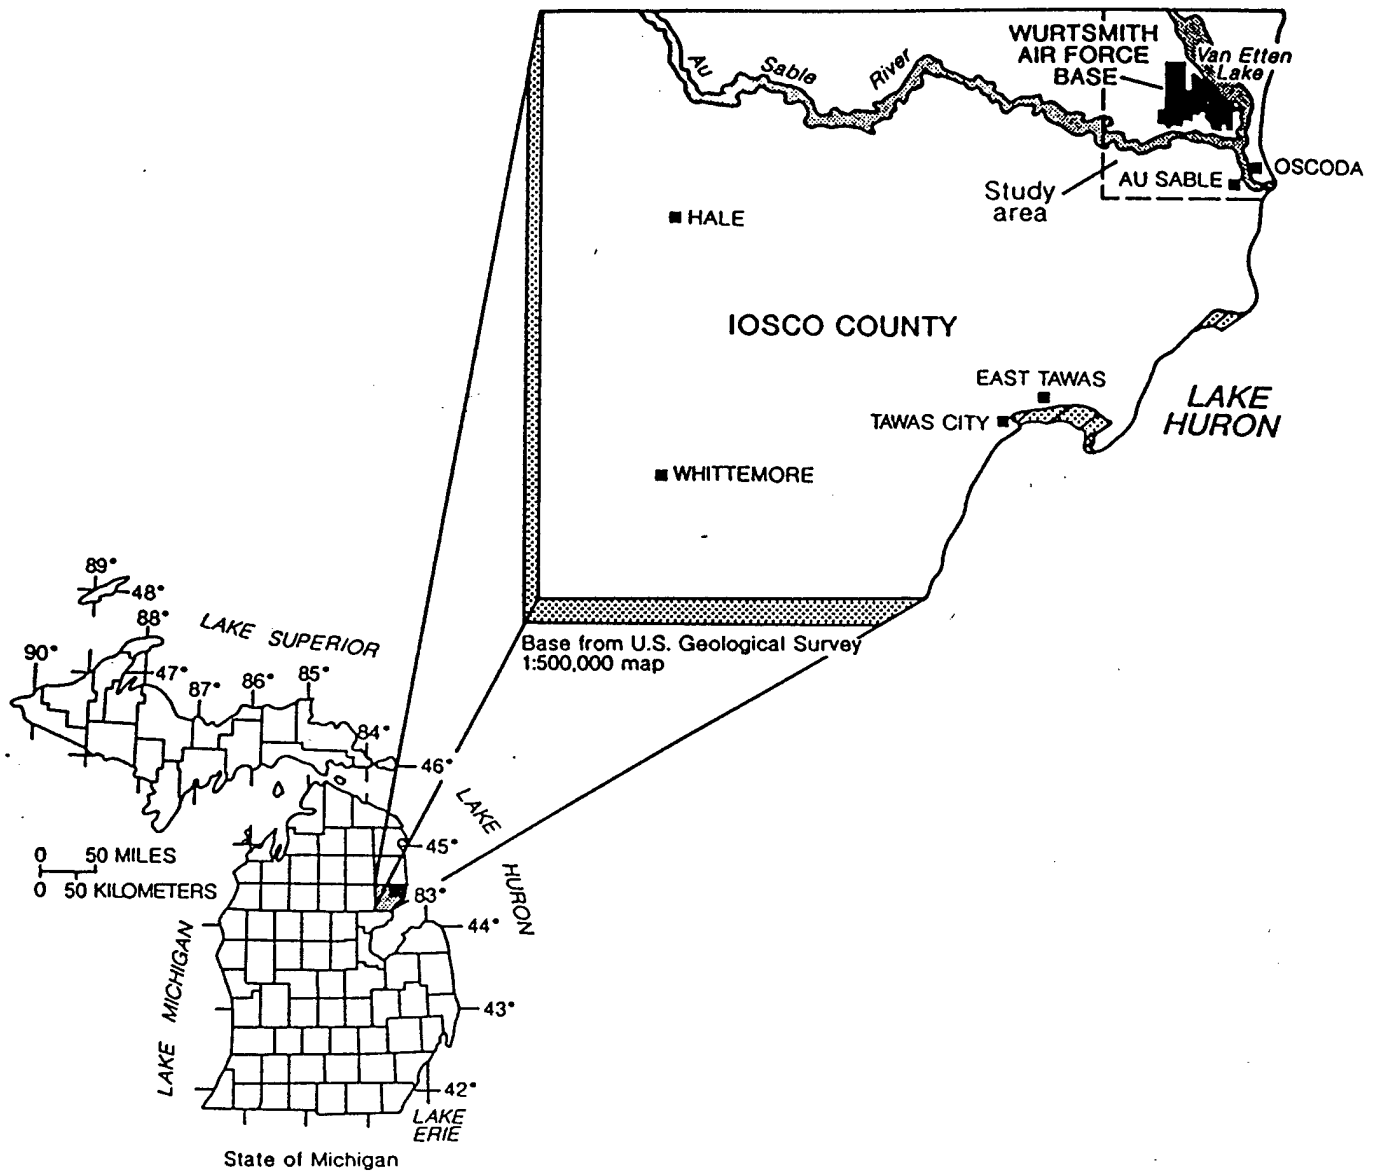 WURTSMITH
AIR FORCE
BASE
Van Etten
Lake
Au Sable River
OSCODA
AU SABLE
Study
area
HALE
IOSCO COUNTY
EAST TAWAS
TAWAS CITY
LAKE
HURON
WHITTEMORE
Base from U.S. Geological Survey
1:500,000 map
89°
48°
88°
LAKE SUPERIOR
90°
47°
87°
86°
85°
84°
46°
LAKE HURON
45°
0 50 MILES
0 50 KILOMETERS
83°
44°
LAKE MICHIGAN
43°
42°
LAKE
ERIE
State of Michigan